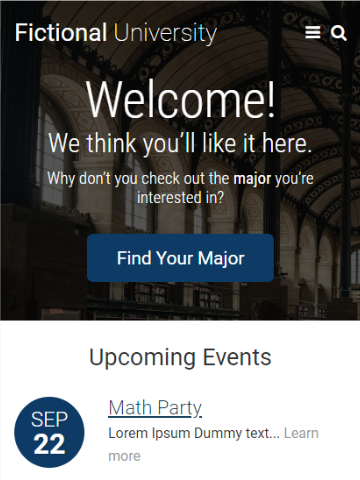 Fictional University
Welcome!
We think you'll like it here.
Why don't you check out the major you're
interested in?
Find Your Major
Upcoming Events
SEP
22
Math Party
Lorem Ipsum Dummy text... Learn
more